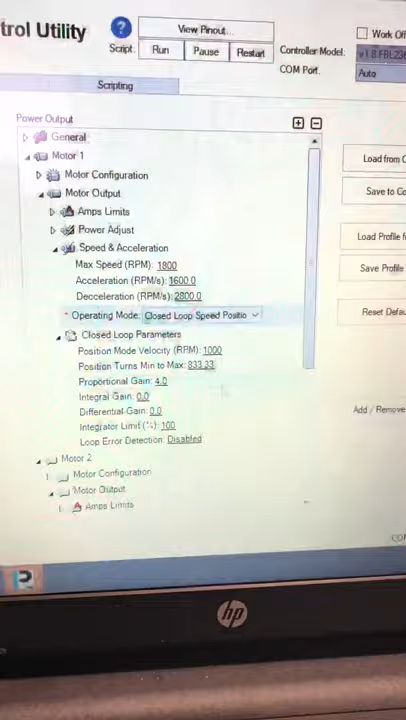 trol Utility
?
View Pinout...
Script:
Run
Pause
Restart
Work Off
Controller Model:
COM Port:
Auto
Scripting
Power Output
General
Motor 1
Motor Configuration
Motor Output
Amps Limits
Power Adjust
Speed & Acceleration
Max Speed (RPM): 1800
Acceleration (RPM/s): 1600.0
Decceleration (RPM/s): 2800.0
* Operating Mode: Closed Loop Speed Positio
Closed Loop Parameters
Position Mode Velocity (RPM): 1000
Position Turns Min to Max: 833.33
Proportional Gain: 4.0
Integral Gain: 0.0
Differential Gain: 0.0
Integrator Limit (%): 100
Loop Error Detection: Disabled
Motor 2
Motor Configuration
Motor Output
Amps Limits
Load from C
Save to Co
Load Profile f
Save Profile
Reset Defau
Add / Remove
hp